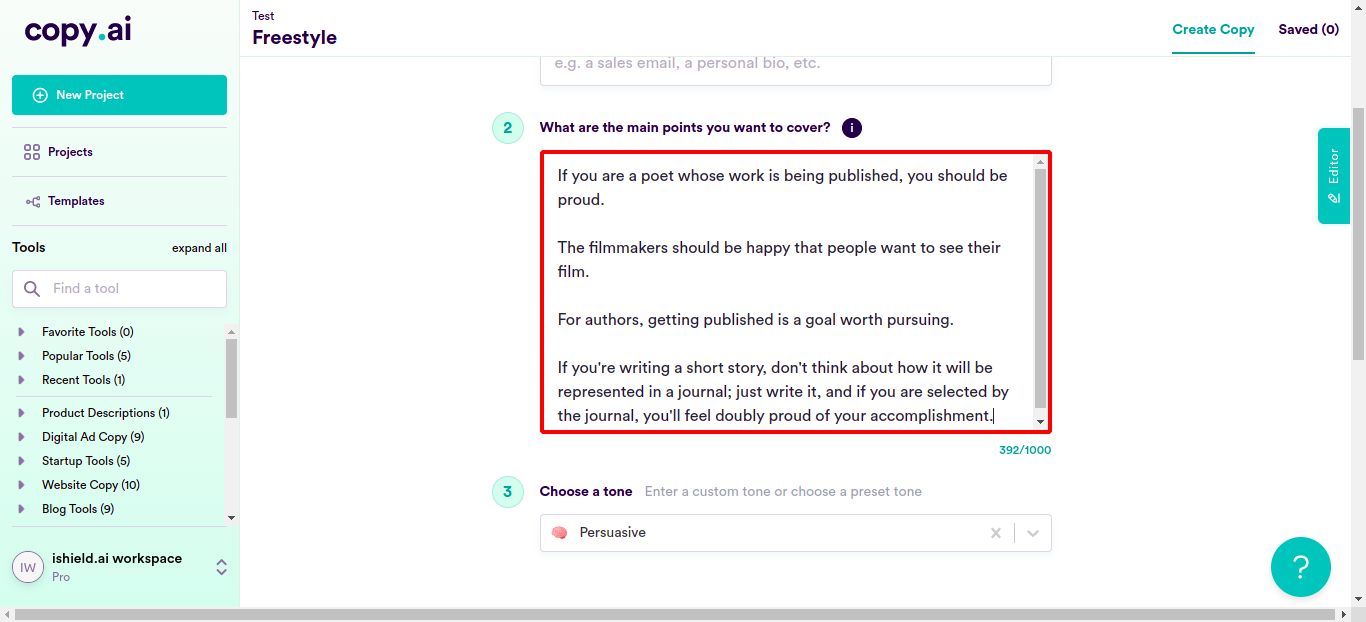 copy.ai
New Project
Projects
Templates
Tools
expand all
Find a tool
Favorite Tools (0)
Popular Tools (5)
Recent Tools (1)
Product Descriptions (1)
Digital Ad Copy (9)
Startup Tools (5)
Website Copy (10)
Blog Tools (9)
IW
ishield.ai workspace
Pro
Test
Freestyle
Create Copy
Saved (0)
e.g. a sales email, a personal bio, etc.
2
What are the main points you want to cover?
i
If you are a poet whose work is being published, you should be
proud.
The filmmakers should be happy that people want to see their
film.
For authors, getting published is a goal worth pursuing.
If you're writing a short story, don't think about how it will be
represented in a journal; just write it, and if you are selected by
the journal, you'll feel doubly proud of your accomplishment.
392/1000
3
Choose a tone
Enter a custom tone or choose a preset tone
Persuasive
Editor
?